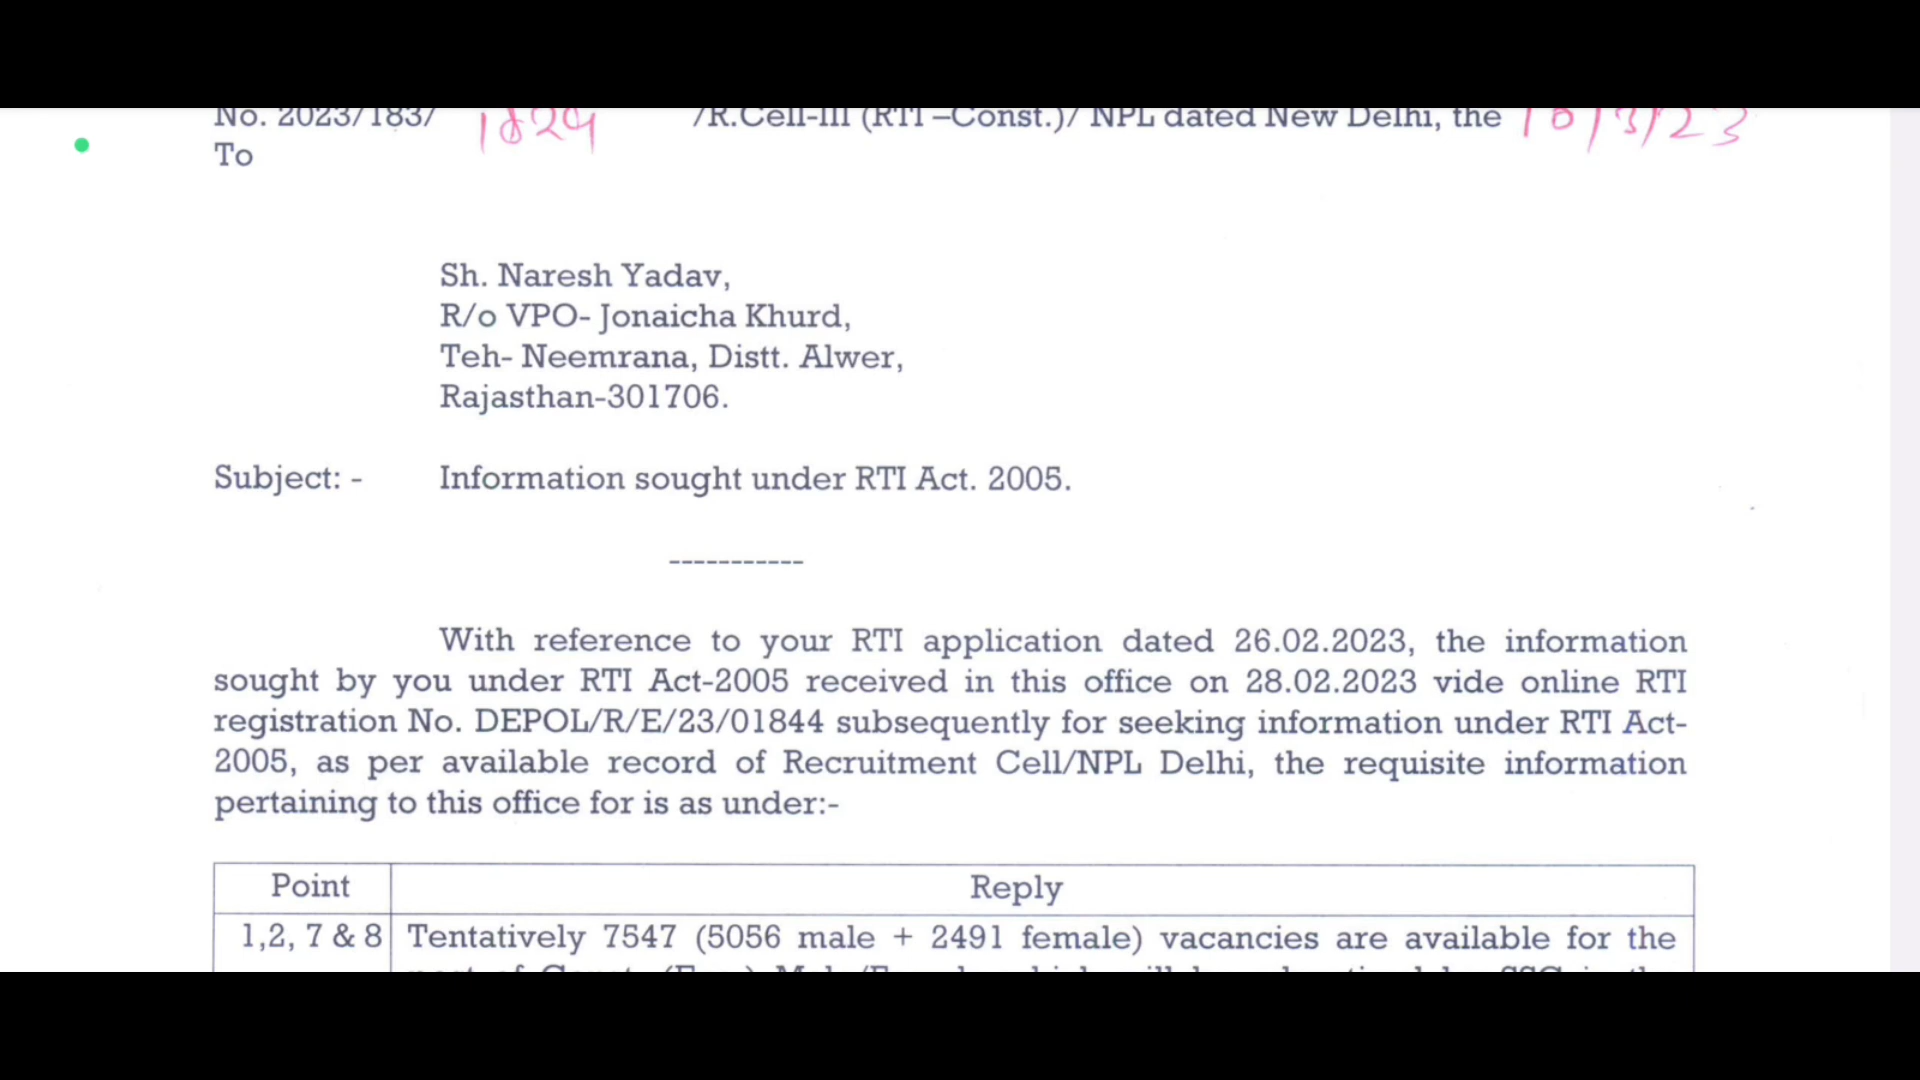 No. 2023/183/ 1829 /R.Cell-III (RTI –Const.)/ NPL dated New Delhi, the 10/3/23
To
Sh. Naresh Yadav,
R/o VPO- Jonaicha Khurd,
Teh- Neemrana, Distt. Alwer,
Rajasthan-301706.
Subject: - Information sought under RTI Act. 2005.
-----------
With reference to your RTI application dated 26.02.2023, the information
sought by you under RTI Act-2005 received in this office on 28.02.2023 vide online RTI
registration No. DEPOL/R/E/23/01844 subsequently for seeking information under RTI Act-
2005, as per available record of Recruitment Cell/NPL Delhi, the requisite information
pertaining to this office for is as under:-
Point Reply
1,2, 7 & 8 Tentatively 7547 (5056 male + 2491 female) vacancies are available for the